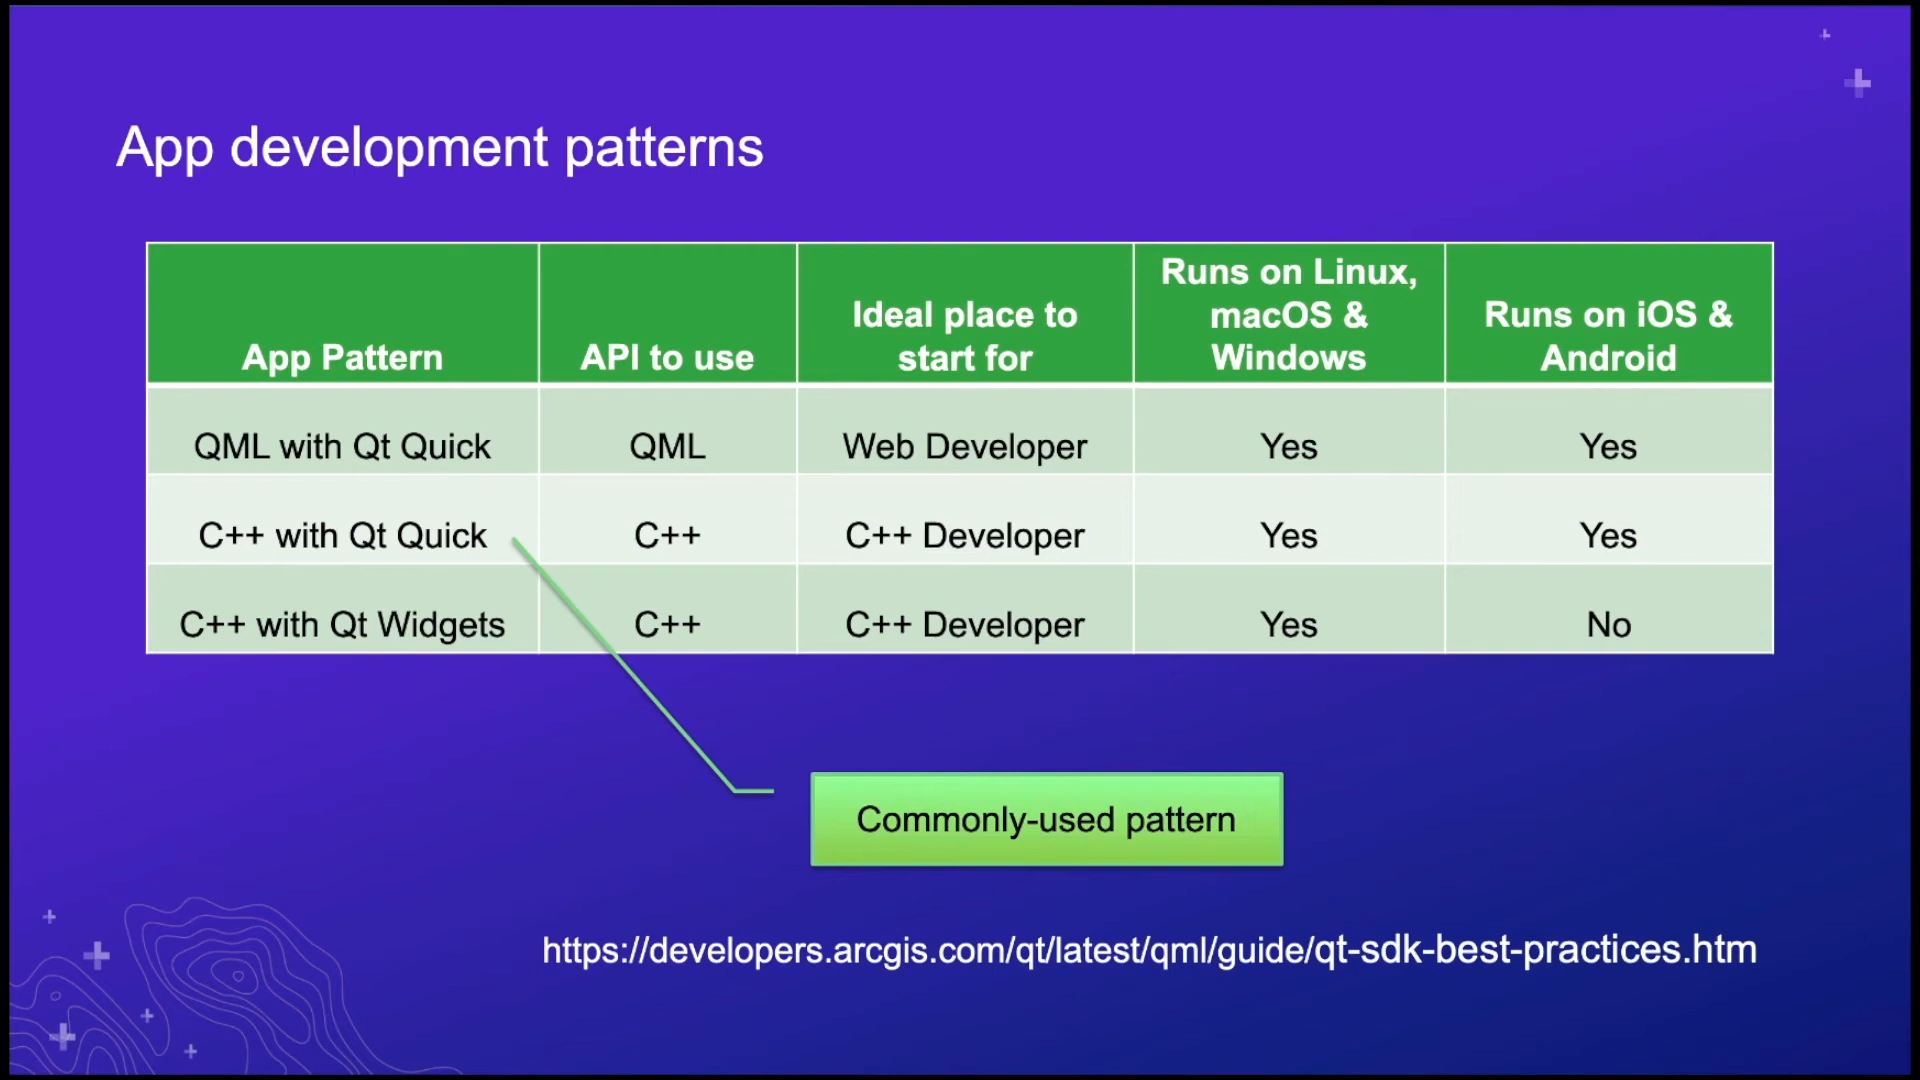 App development patterns
App Pattern
API to use
Ideal place to
start for
Runs on Linux,
macOS &
Windows
Runs on iOS &
Android
QML with Qt Quick
QML
Web Developer
Yes
Yes
C++ with Qt Quick
C++
C++ Developer
Yes
Yes
C++ with Qt Widgets
C++
C++ Developer
Yes
No
Commonly-used pattern
https://developers.arcgis.com/qt/latest/qml/guide/qt-sdk-best-practices.htm